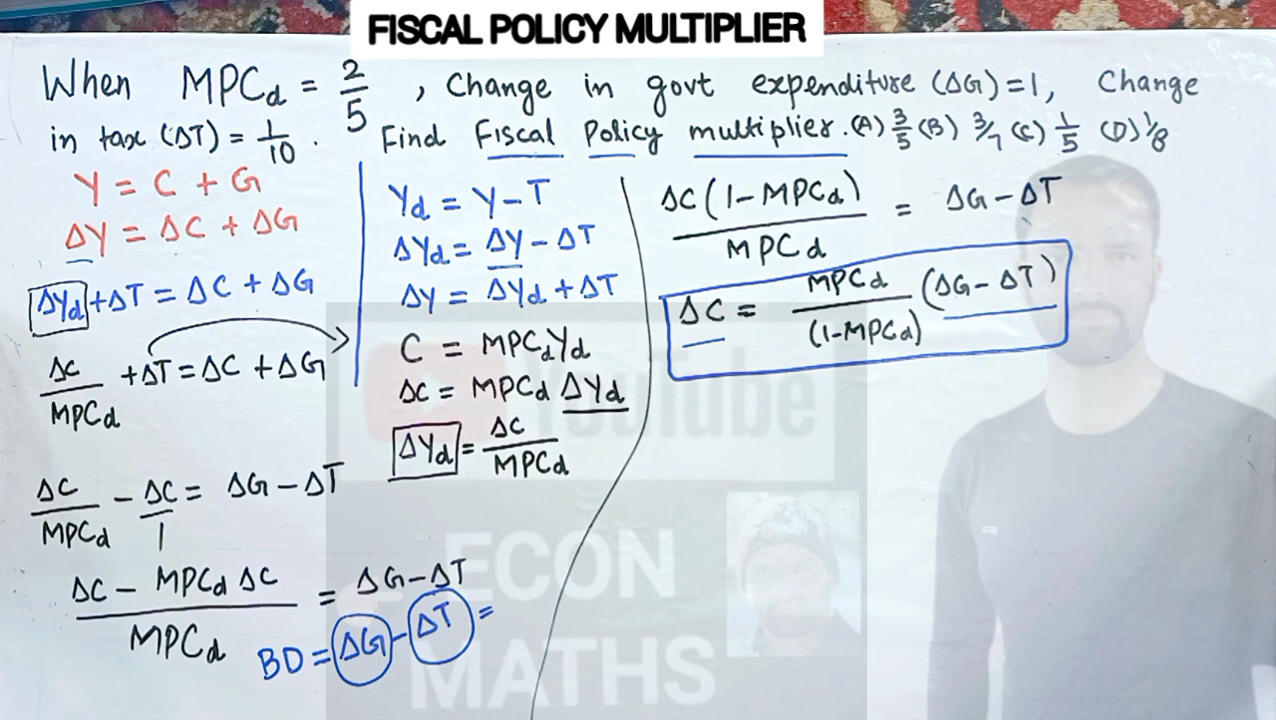 FISCAL POLICY MULTIPLIER
When MPCd = 2/5 , Change in govt expenditure (ΔG) = 1, Change
in tax (ΔT) = 1/10 . Find Fiscal Policy multiplier. (A) 3/5 (B) 3/7 (C) 1/5 (D) 1/8
Y = C + G
ΔY = ΔC + ΔG
ΔYd + ΔT = ΔC + ΔG
ΔC/MPCd + ΔT = ΔC + ΔG
ΔC/MPCd - ΔC/1 = ΔG - ΔT
ΔC - MPCd ΔC/MPCd = ΔG - ΔT
BD = ΔG - ΔT =
Yd = Y - T
ΔYd = ΔY - ΔT
ΔY = ΔYd + ΔT
C = MPCd Yd
ΔC = MPCd ΔYd
ΔYd = ΔC/MPCd
ΔC (1 - MPCd)/MPCd = ΔG - ΔT
ΔC = MPCd/(1-MPCd) (ΔG - ΔT)
YouTube
ECON
MATHS